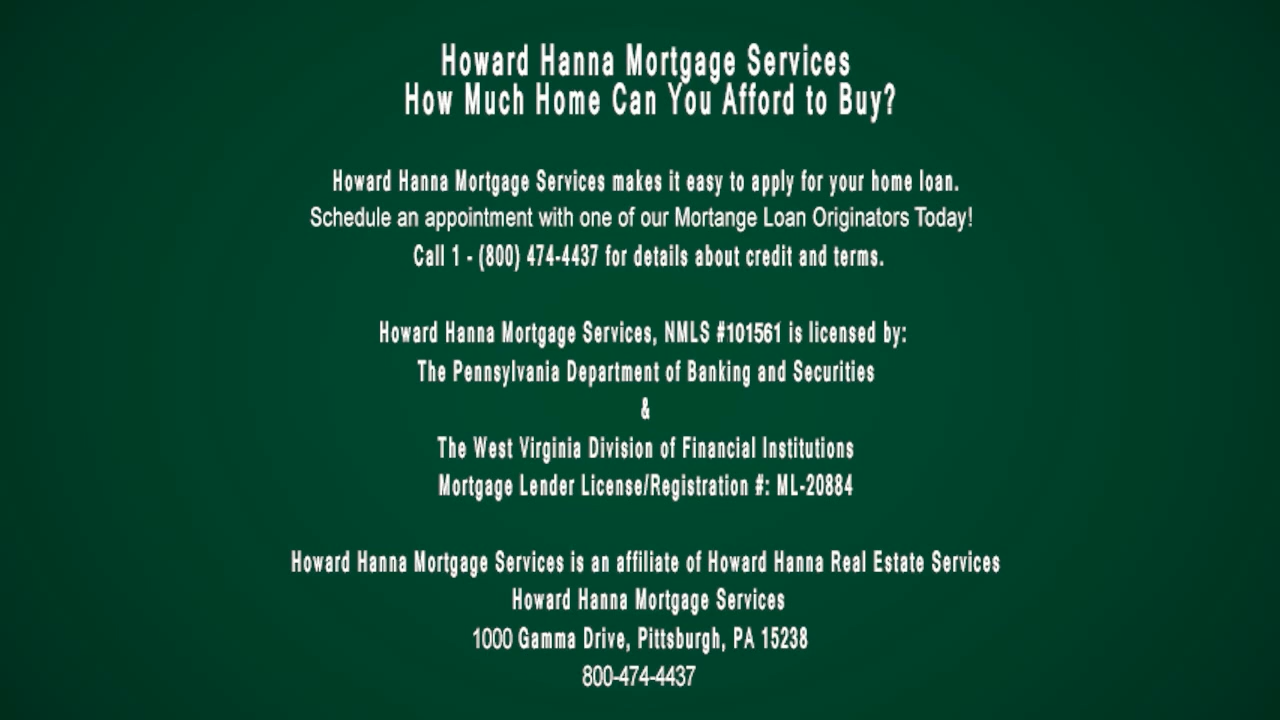 Howard Hanna Mortgage Services
How Much Home Can You Afford to Buy?
Howard Hanna Mortgage Services makes it easy to apply for your home loan.
Schedule an appointment with one of our Mortange Loan Originators Today!
Call 1 - (800) 474-4437 for details about credit and terms.
Howard Hanna Mortgage Services, NMLS #101561 is licensed by:
The Pennsylvania Department of Banking and Securities
&
The West Virginia Division of Financial Institutions
Mortgage Lender License/Registration #: ML-20884
Howard Hanna Mortgage Services is an affiliate of Howard Hanna Real Estate Services
Howard Hanna Mortgage Services
1000 Gamma Drive, Pittsburgh, PA 15238
800-474-4437